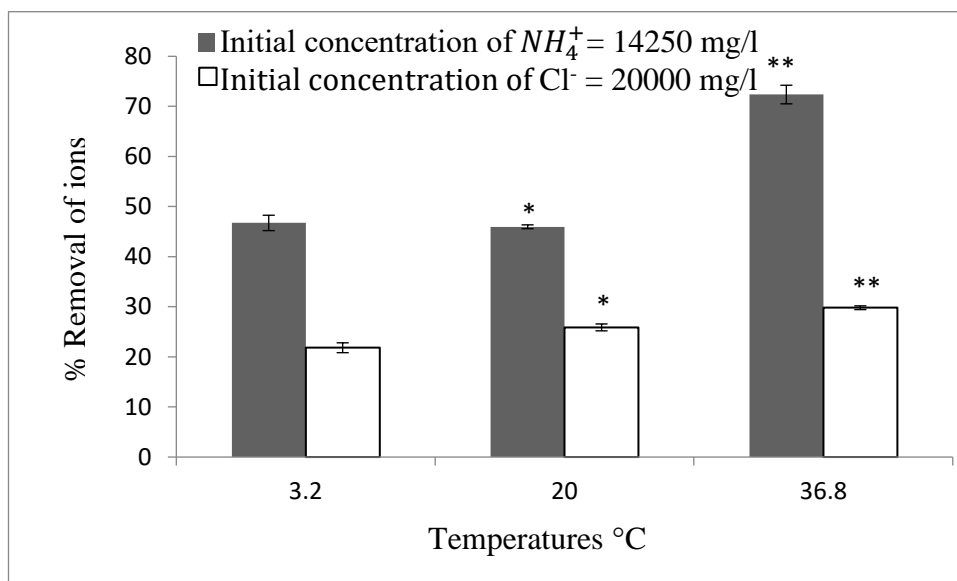 Initial concentration of NH₄⁺ = 14250 mg/l
Initial concentration of Cl⁻ = 20000 mg/l
% Removal of ions
80
70
60
50
40
30
20
10
0
*
*
**
**
3.2 20 36.8
Temperatures °C